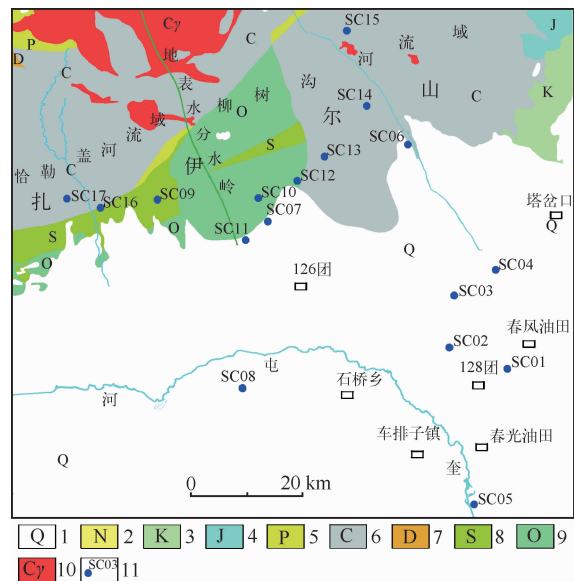 Cγ
SC15
P
地
C
河 流 域
J
D
C
表
水
柳 树
沟
山
C
K
SC14
域
O
尔
流
分
SC06
河
伊
水
S
SC13
盖
岭
SC12
恰 勒 C
SC09
SC10
扎
SC17
SC16
SC07
塔岔口
Q
S
O
SC11
Q
O
SC04
126团
SC03
春风油田
SC02
SC01
屯
128团
SC08
石桥乡
河
车排子镇
春光油田
奎
Q
0 20 km
SC05
Q 1 N 2 K 3 J 4 P 5 C 6 D 7 S 8 O 9
Cγ 10 SC03 11